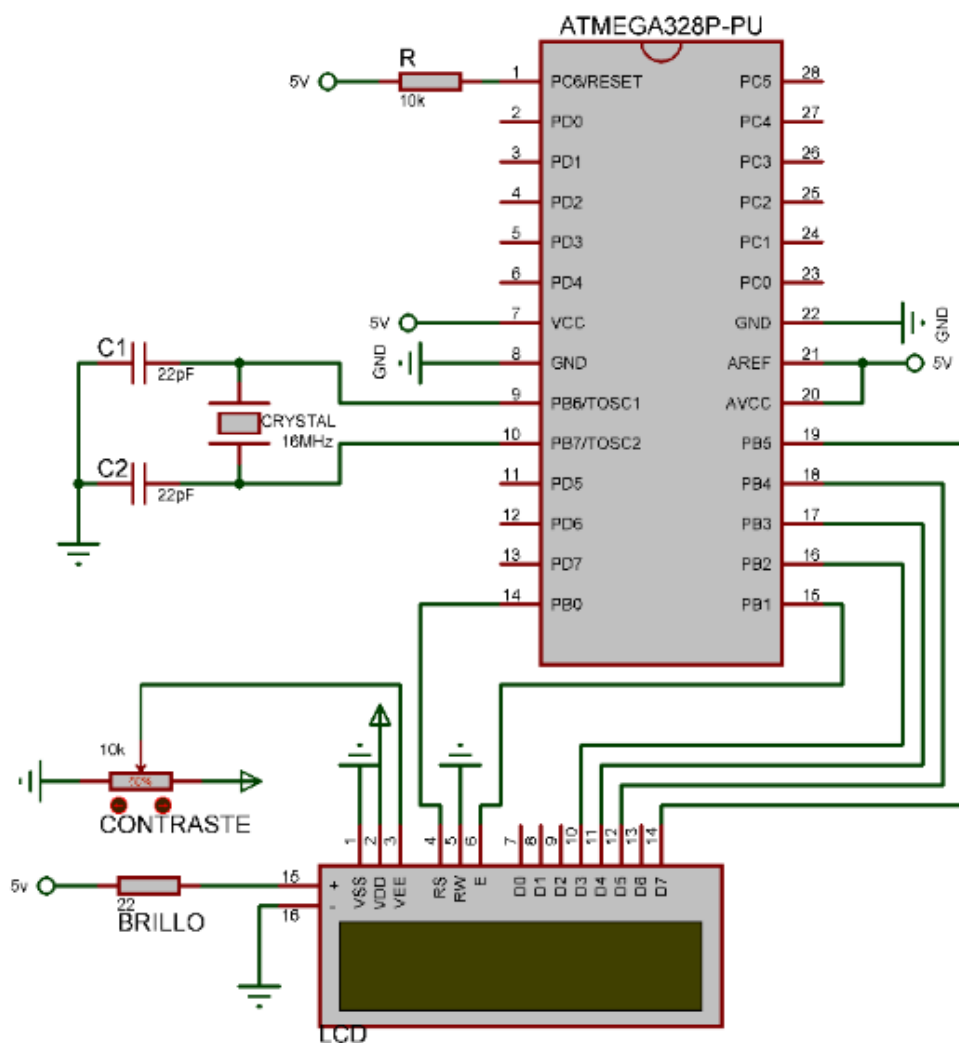 ATMEGA328P-PU
R
5V
10k
1 PC6/RESET PC5 28
2 PD0 PC4 27
3 PD1 PC3 26
4 PD2 PC2 25
5 PD3 PC1 24
6 PD4 PC0 23
5V 7 VCC GND 22 GND
GND 8 GND AREF 21 5V
9 PB6/TOSC1 AVCC 20
10 PB7/TOSC2 PB5 19
11 PD5 PB4 18
12 PD6 PB3 17
13 PD7 PB2 16
14 PB0 PB1 15
C1
22pF
CRYSTAL
16MHz
C2
22pF
10k
50%
CONTRASTE
1 2 3 4 5 6 7 8 9 10 11 12 13 14
VSS VDD VEE RS RW E D0 D1 D2 D3 D4 D5 D6 D7
5v
22
BRILLO
15 +
16 -
LCD